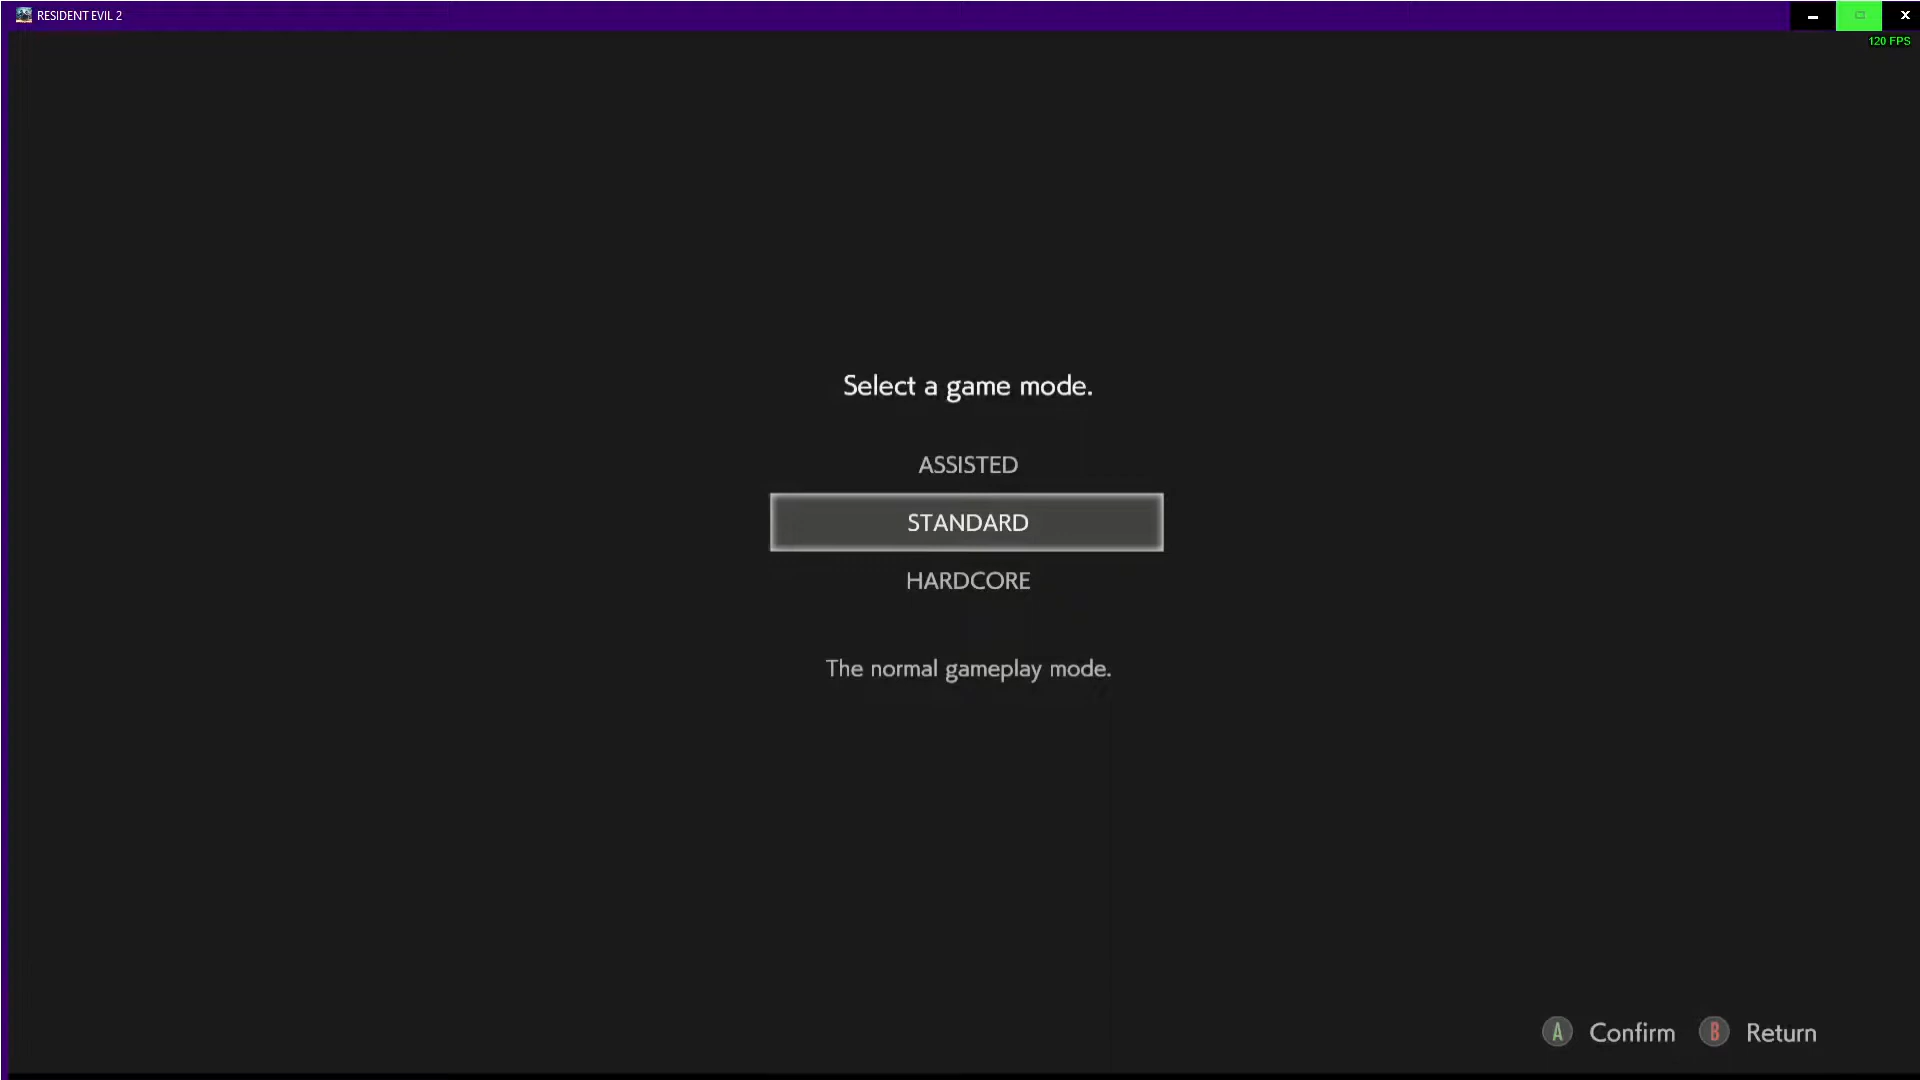 RESIDENT EVIL 2
120 FPS
Select a game mode.
ASSISTED
STANDARD
HARDCORE
The normal gameplay mode.
A Confirm B Return